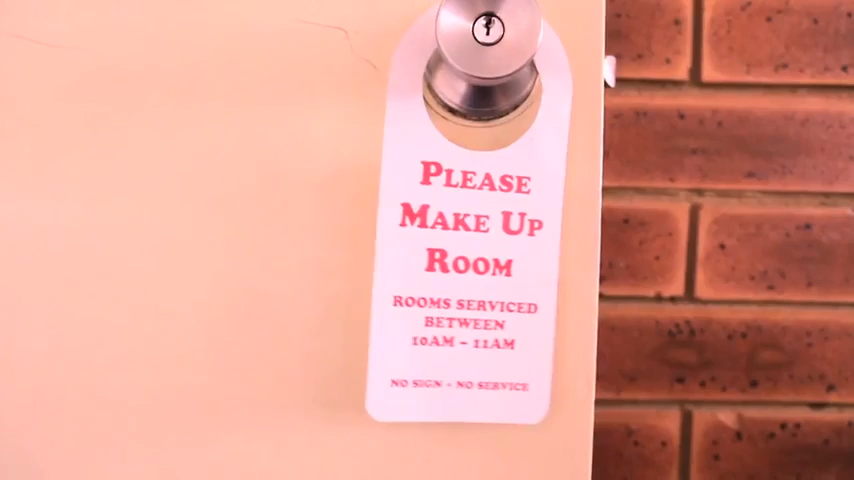 PLEASE
MAKE UP
ROOM
ROOMS SERVICED
BETWEEN
10AM – 11AM
NO SIGN – NO SERVICE